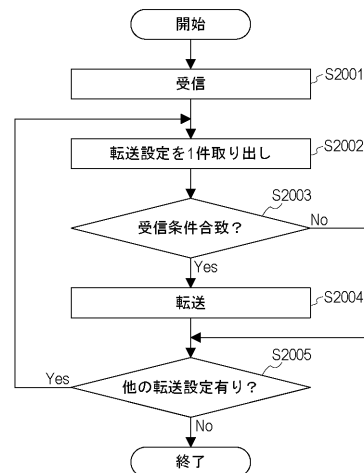 開始
受信
S2001
転送設定を1件取り出し
S2002
S2003
受信条件合致？
No
Yes
転送
S2004
S2005
他の転送設定有り？
Yes
No
終了